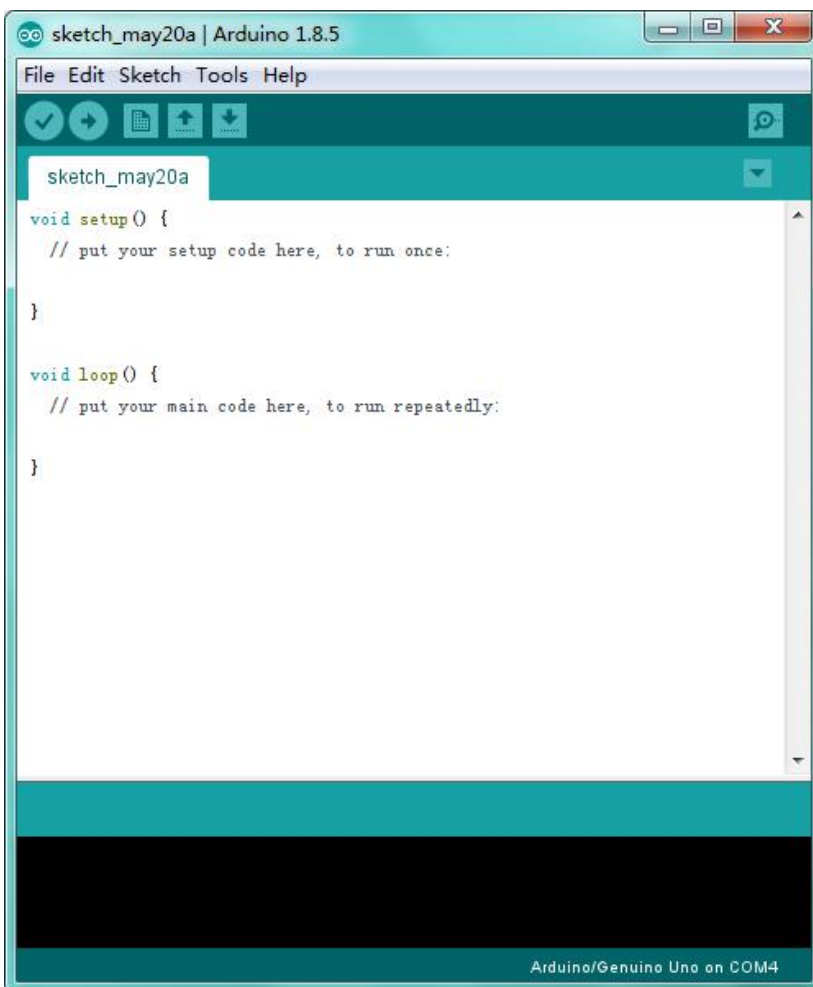 sketch_may20a | Arduino 1.8.5
File Edit Sketch Tools Help
sketch_may20a
void setup() {
// put your setup code here, to run once:
}
void loop() {
// put your main code here, to run repeatedly:
}
Arduino/Genuino Uno on COM4